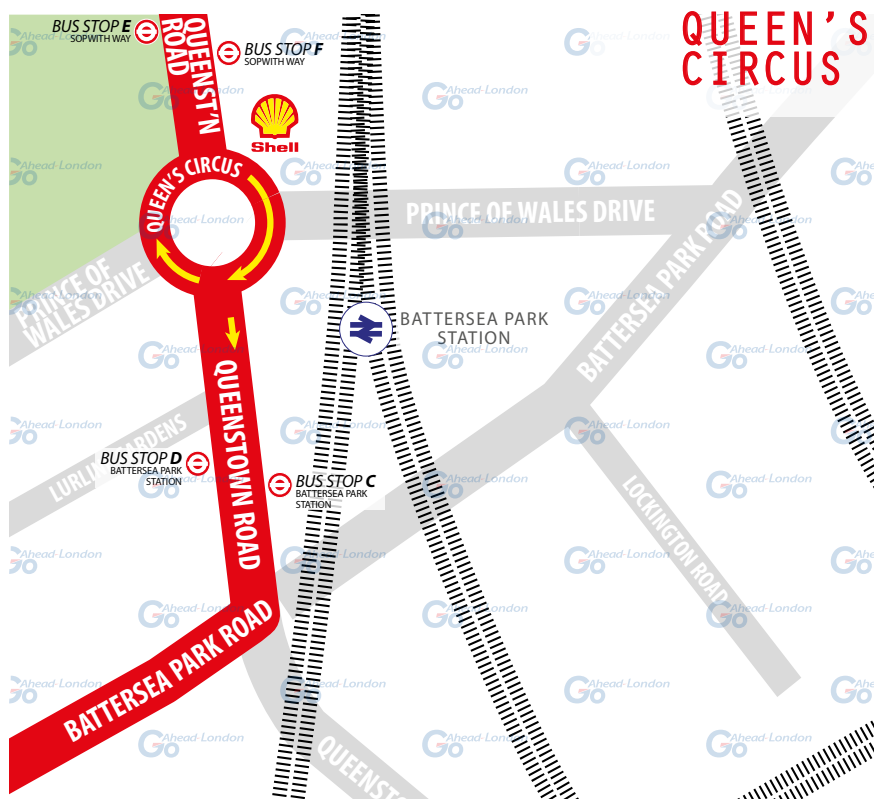 BUS STOP E
SOPWITH WAY
QUEENST'N
ROAD
BUS STOP F
SOPWITH WAY
QUEEN'S
CIRCUS
Shell
QUEEN'S CIRCUS
PRINCE OF WALES DRIVE
PRINCE OF
WALES DRIVE
BATTERSEA PARK
STATION
BATTERSEA PARK ROAD
QUEENSTOWN ROAD
GARDENS
BUS STOP D
BATTERSEA PARK
STATION
BUS STOP C
BATTERSEA PARK
STATION
LOCKINGTON ROAD
BATTERSEA PARK ROAD
QUEENST
Go Ahead-London